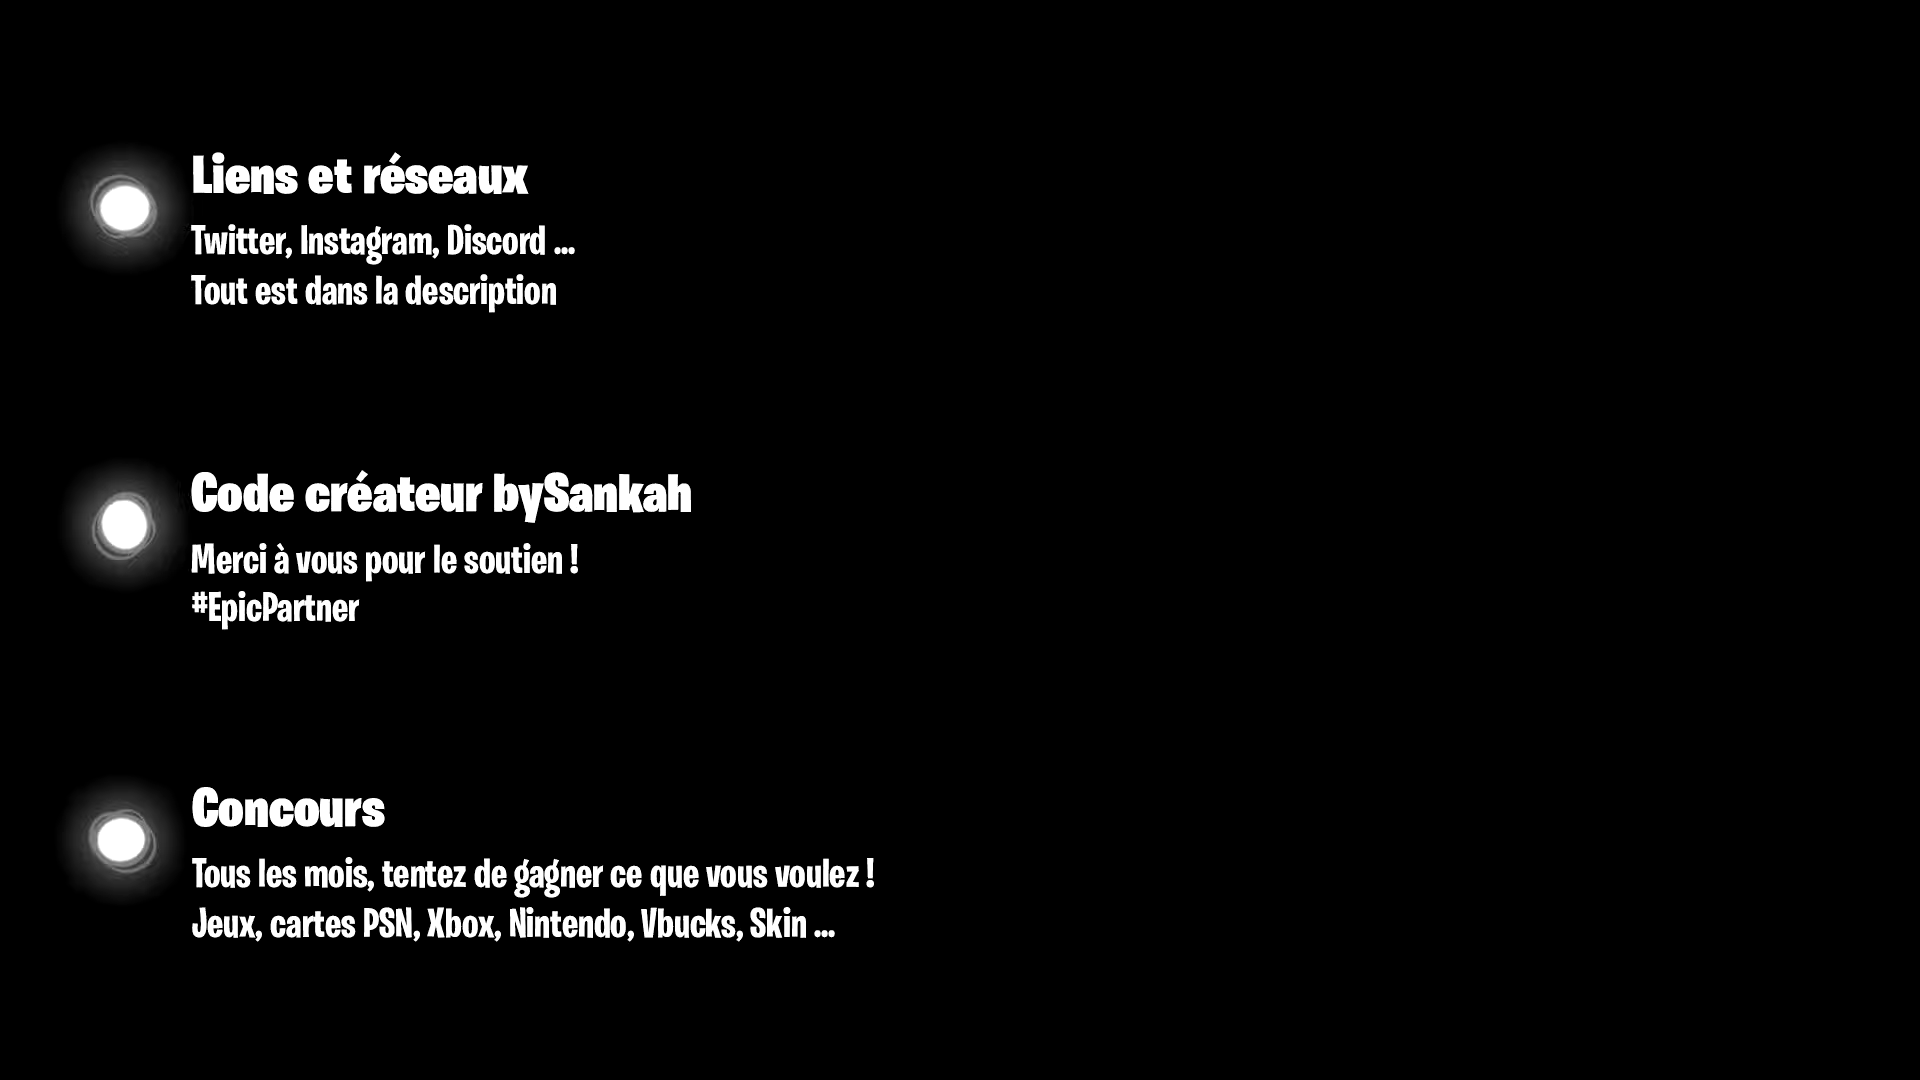 Liens et réseaux
Twitter, Instagram, Discord ...
Tout est dans la description
Code créateur bySankah
Merci à vous pour le soutien !
#EpicPartner
Concours
Tous les mois, tentez de gagner ce que vous voulez !
Jeux, cartes PSN, Xbox, Nintendo, Vbucks, Skin ...